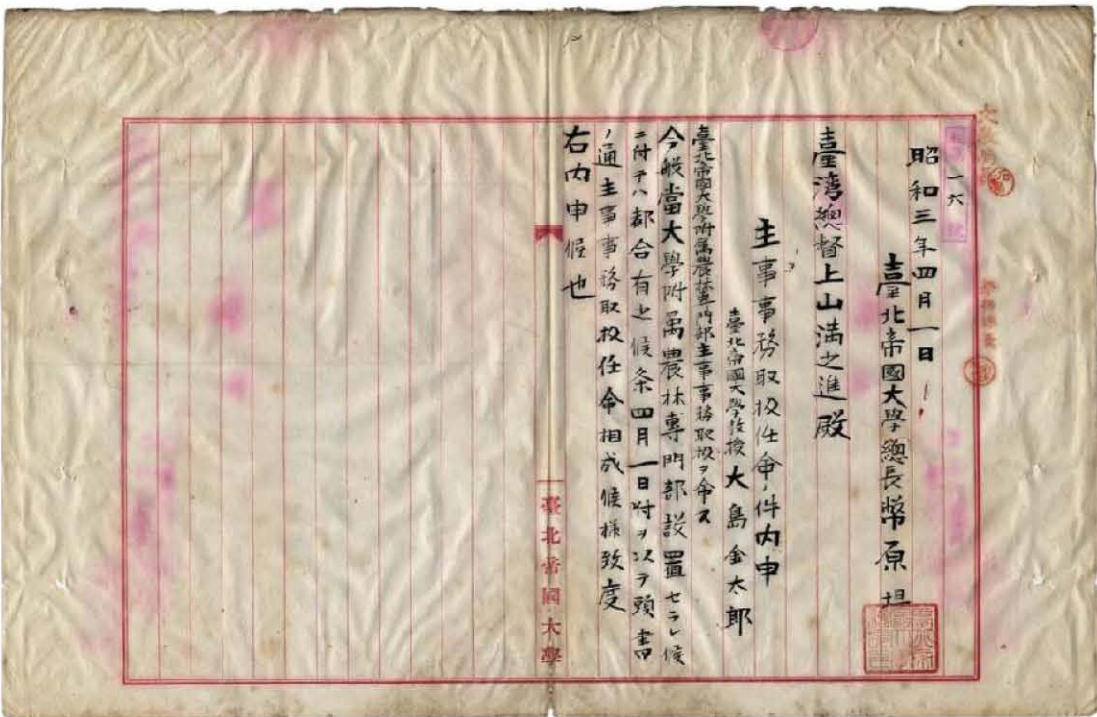 一六
昭和三年四月一日
臺北帝國大學總長幣原坦
臺灣總督上山満之進殿
主事事務取扱任命ノ件内申
臺北帝國大學教授 大島金太郎
臺北帝國大學附属農林専門部主事事務取扱ヲ命ス
今般當大學附属農林專門部設置セラレ候
ニ付テハ都合有之候条四月一日附ヲ以テ頭書
ノ通主事事務取扱任命相成候様致度
右内申候也
臺北帝國大學